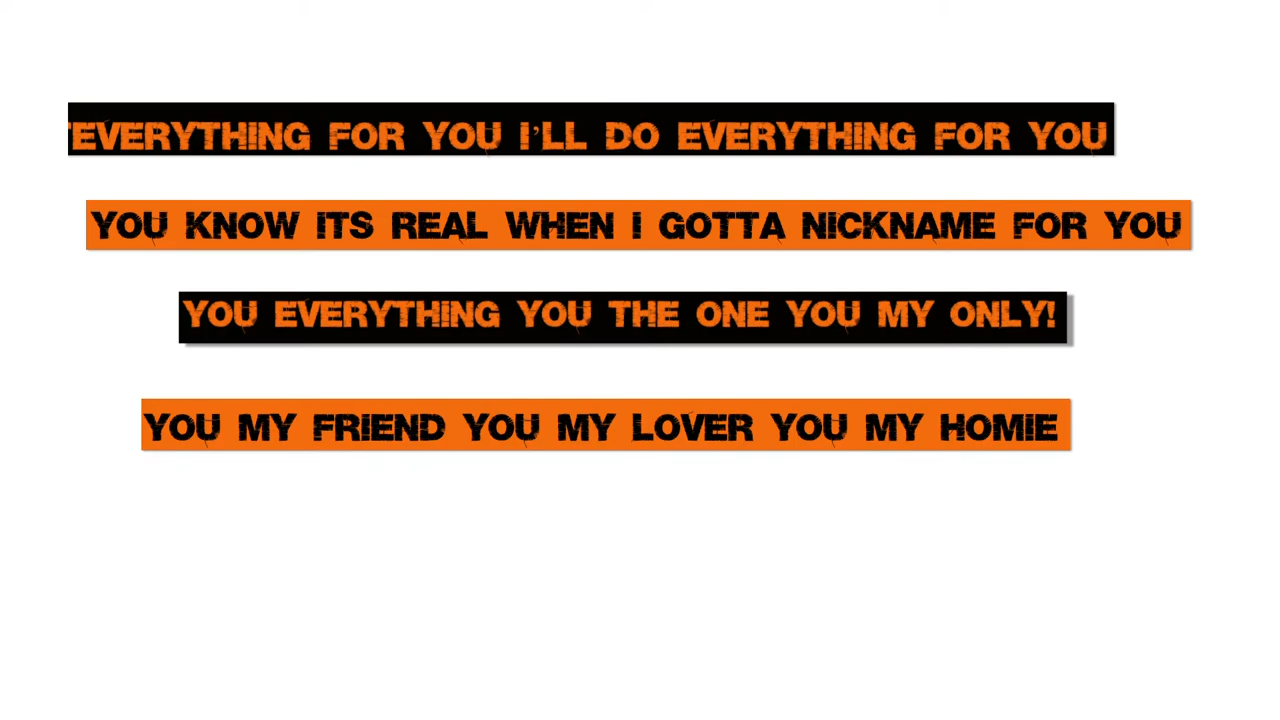 EVERYTHING FOR YOU I'LL DO EVERYTHING FOR YOU
YOU KNOW ITS REAL WHEN I GOTTA NICKNAME FOR YOU
YOU EVERYTHING YOU THE ONE YOU MY ONLY!
YOU MY FRIEND YOU MY LOVER YOU MY HOMIE